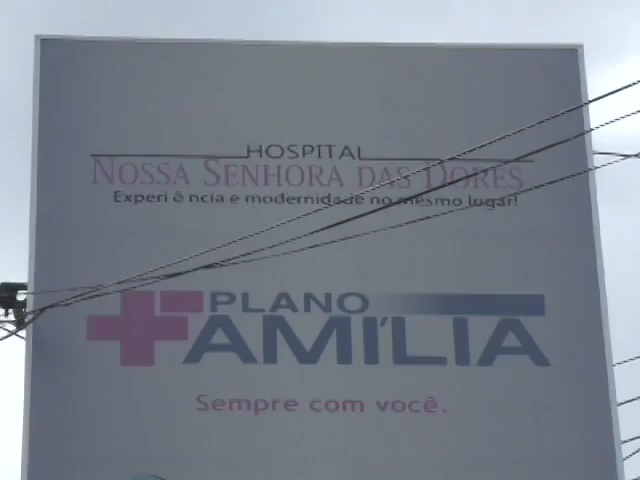 HOSPITAL
NOSSA SENHORA DAS DORES
Experi ê ncia e modernidade no mesmo lugar!
PLANO
FAMÍLIA
Sempre com você.